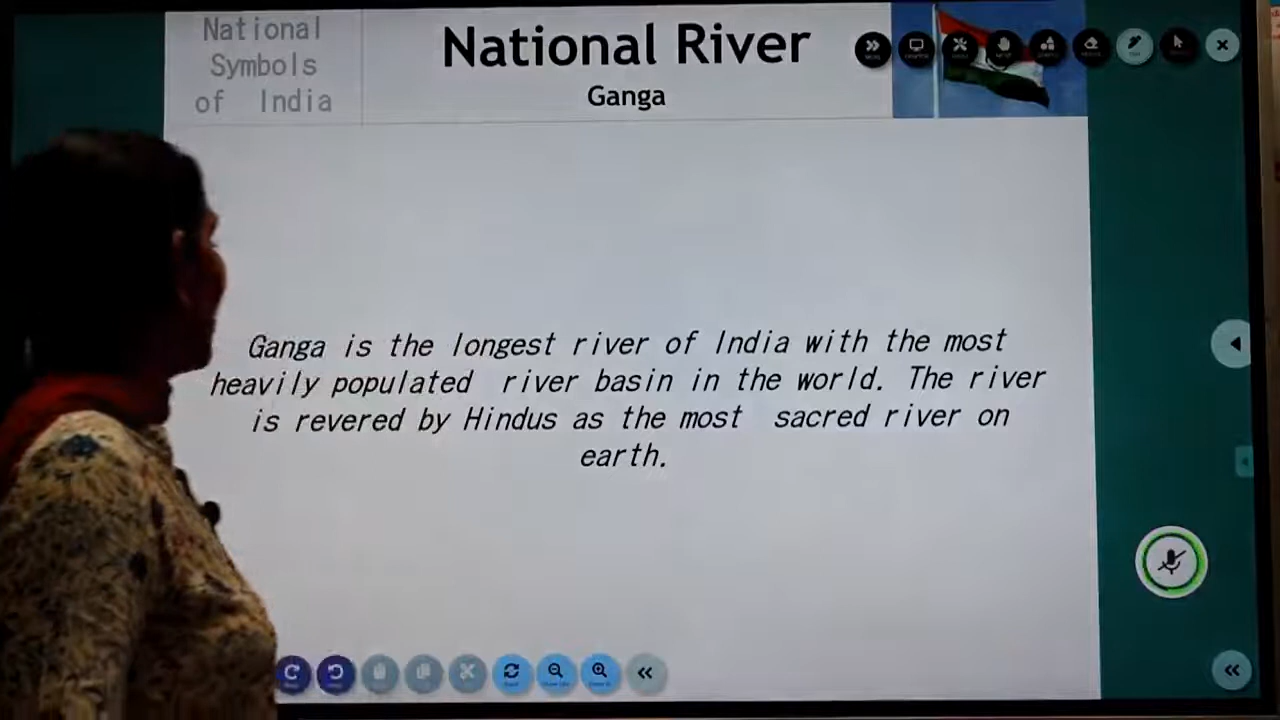 National
Symbols
of India
National River
Ganga
Ganga is the longest river of India with the most
heavily populated river basin in the world. The river
is revered by Hindus as the most sacred river on
earth.